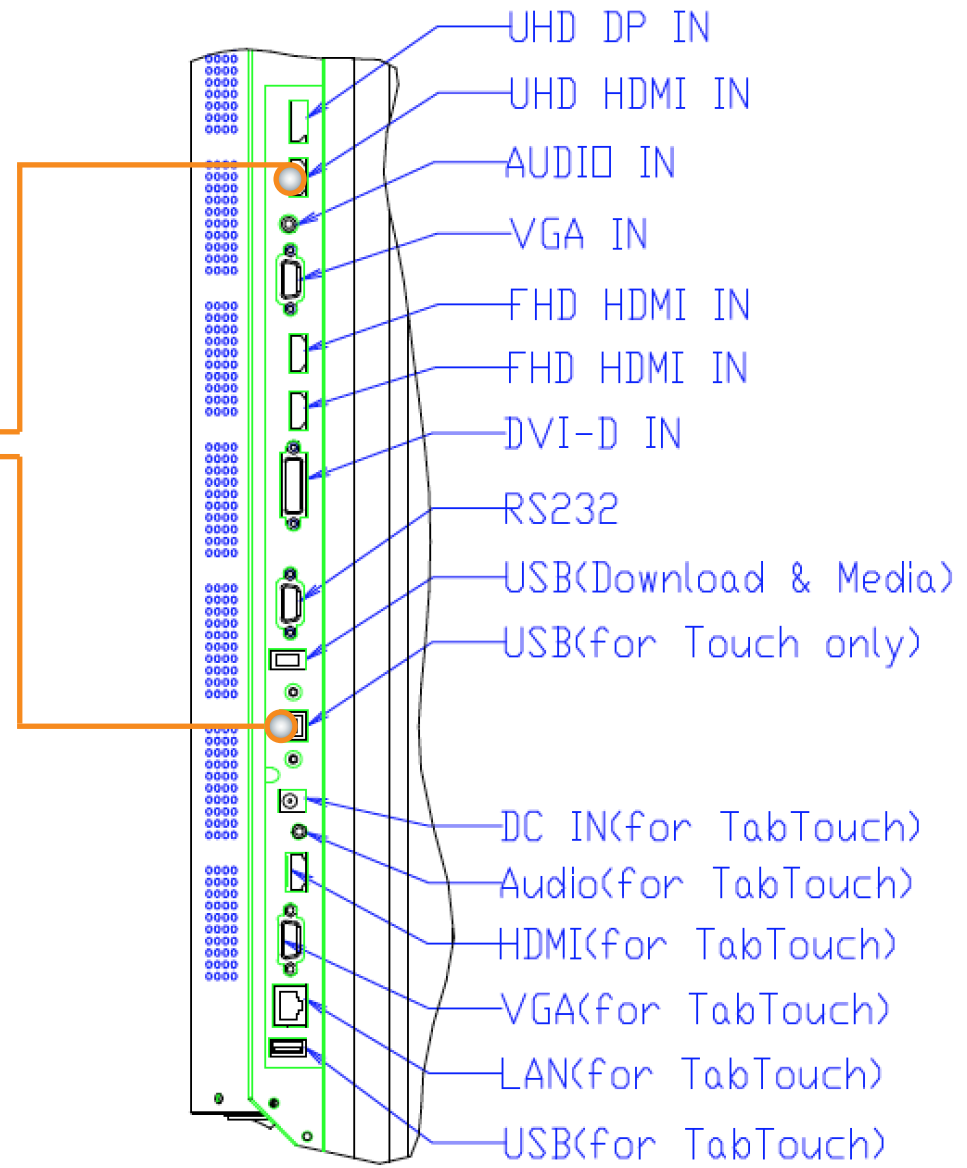 UHD DP IN
UHD HDMI IN
AUDIO IN
VGA IN
FHD HDMI IN
FHD HDMI IN
DVI-D IN
RS232
USB(Download & Media)
USB(for Touch only)
DC IN(for TabTouch)
Audio(for TabTouch)
HDMI(for TabTouch)
VGA(for TabTouch)
LAN(for TabTouch)
USB(for TabTouch)